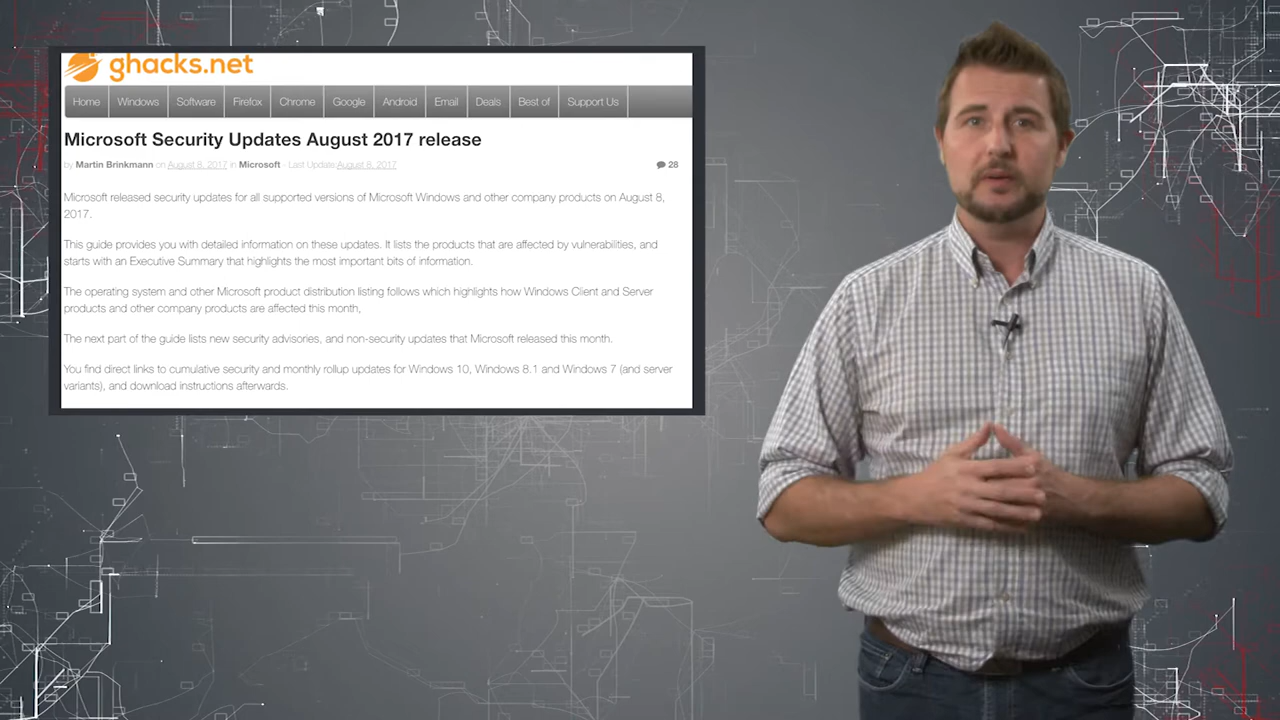 ghacks.net
Home Windows Software Firefox Chrome Google Android Email Deals Best of Support Us
Microsoft Security Updates August 2017 release
by Martin Brinkmann on August 8, 2017 in Microsoft - Last Update:August 8, 2017 28
Microsoft released security updates for all supported versions of Microsoft Windows and other company products on August 8,
2017.
This guide provides you with detailed information on these updates. It lists the products that are affected by vulnerabilities, and
starts with an Executive Summary that highlights the most important bits of information.
The operating system and other Microsoft product distribution listing follows which highlights how Windows Client and Server
products and other company products are affected this month,
The next part of the guide lists new security advisories, and non-security updates that Microsoft released this month.
You find direct links to cumulative security and monthly rollup updates for Windows 10, Windows 8.1 and Windows 7 (and server
variants), and download instructions afterwards.